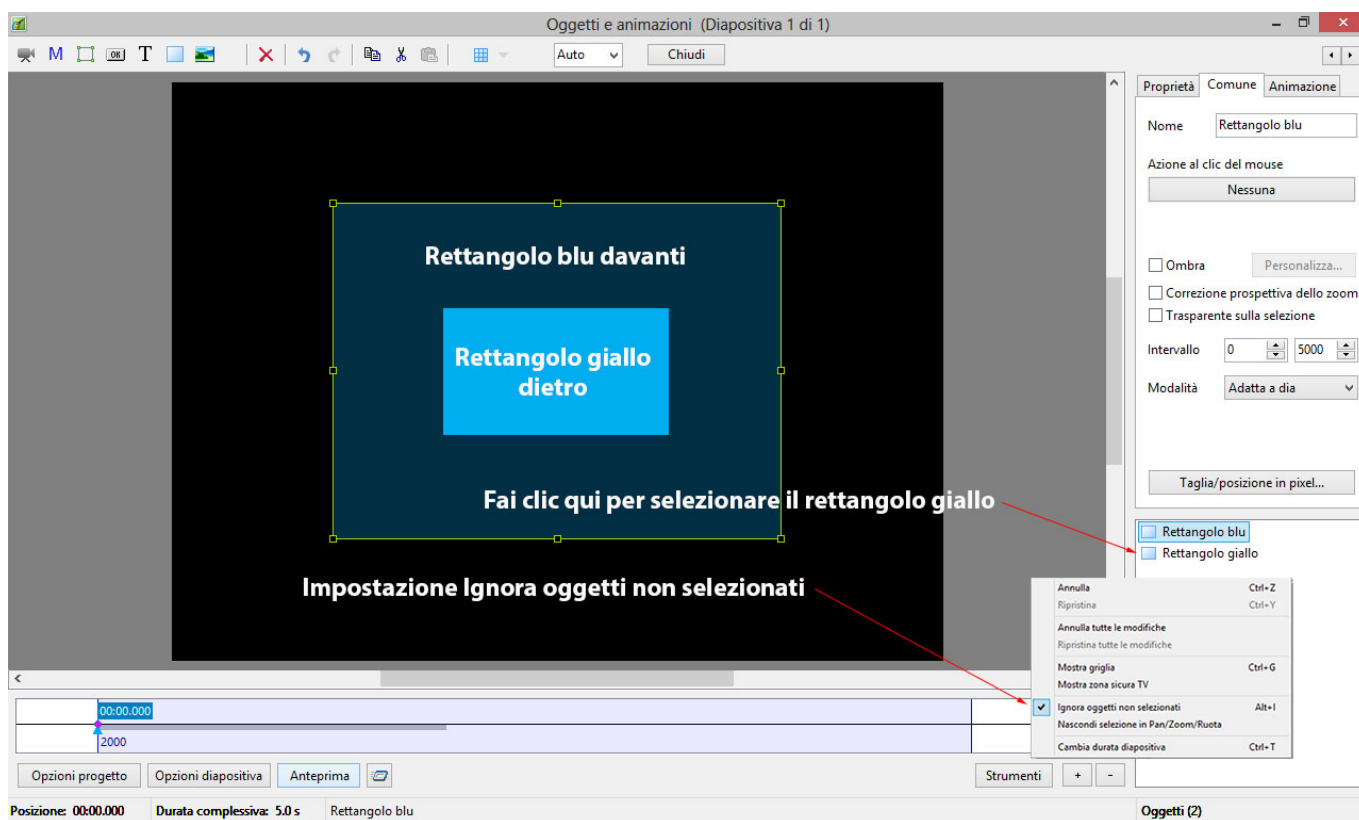 Oggetti e animazioni (Diapositiva 1 di 1)
M OK T Auto Chiudi
Proprietà Comune Animazione
Nome Rettangolo blu
Azione al clic del mouse
Nessuna
Ombra Personalizza...
Correzione prospettiva dello zoom
Trasparente sulla selezione
Intervallo 0 5000
Modalità Adatta a dia
Taglia/posizione in pixel...
Rettangolo blu davanti
Rettangolo giallo
dietro
Fai clic qui per selezionare il rettangolo giallo
Impostazione Ignora oggetti non selezionati
Rettangolo blu
Rettangolo giallo
Annulla Ctrl+Z
Ripristina Ctrl+Y
Annulla tutte le modifiche
Ripristina tutte le modifiche
Mostra griglia Ctrl+G
Mostra zona sicura TV
Ignora oggetti non selezionati Alt+I
Nascondi selezione in Pan/Zoom/Ruota
Cambia durata diapositiva Ctrl+T
00:00.000
2000
Opzioni progetto Opzioni diapositiva Anteprima Strumenti + -
Posizione: 00:00.000 Durata complessiva: 5.0 s Rettangolo blu Oggetti (2)